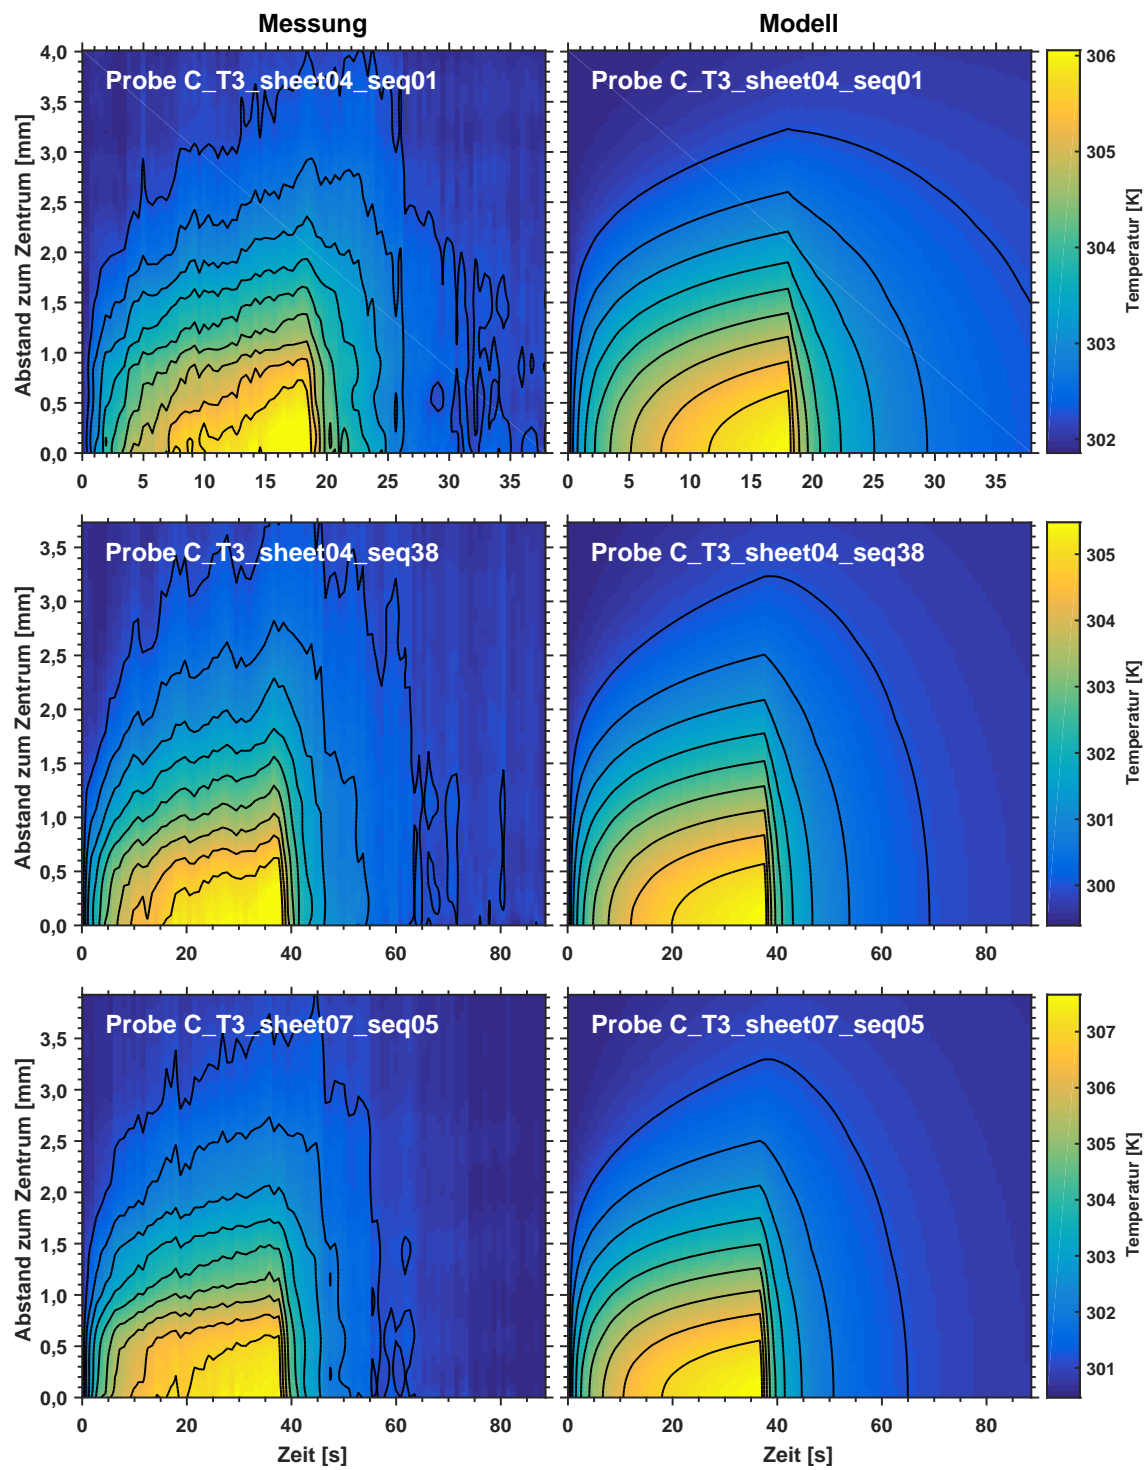 Messung
Modell
Probe C_T3_sheet04_seq01
Probe C_T3_sheet04_seq01
Abstand zum Zentrum [mm]
4,0
3,5
3,0
2,5
2,0
1,5
1,0
0,5
0,0
0 5 10 15 20 25 30 35
0 5 10 15 20 25 30 35
306
305
304
303
302
Temperatur [K]
Probe C_T3_sheet04_seq38
Probe C_T3_sheet04_seq38
Abstand zum Zentrum [mm]
3,5
3,0
2,5
2,0
1,5
1,0
0,5
0,0
0 20 40 60 80
0 20 40 60 80
305
304
303
302
301
300
Temperatur [K]
Probe C_T3_sheet07_seq05
Probe C_T3_sheet07_seq05
Abstand zum Zentrum [mm]
3,5
3,0
2,5
2,0
1,5
1,0
0,5
0,0
0 20 40 60 80
0 20 40 60 80
307
306
305
304
303
302
301
Temperatur [K]
Zeit [s]
Zeit [s]